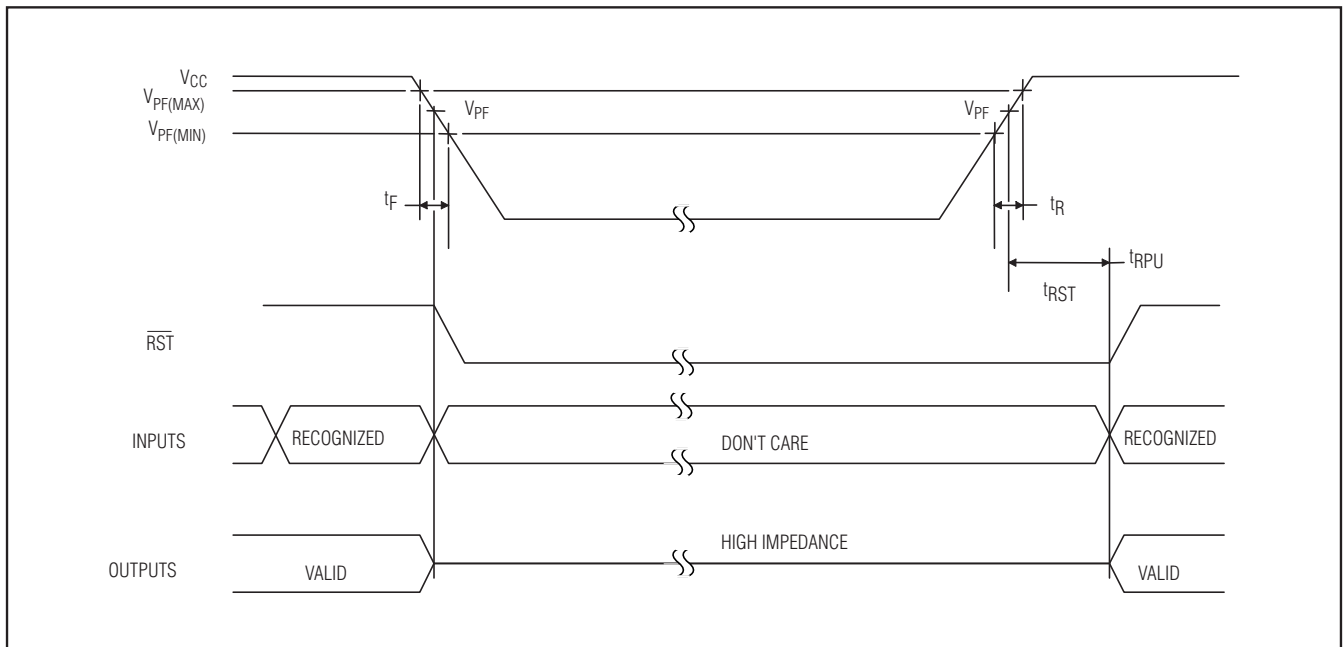 VCC
VPF(MAX)
VPF VPF
VPF(MIN)
tF tR
tRPU
tRST
RST
INPUTS RECOGNIZED DON'T CARE RECOGNIZED
HIGH IMPEDANCE
OUTPUTS VALID VALID